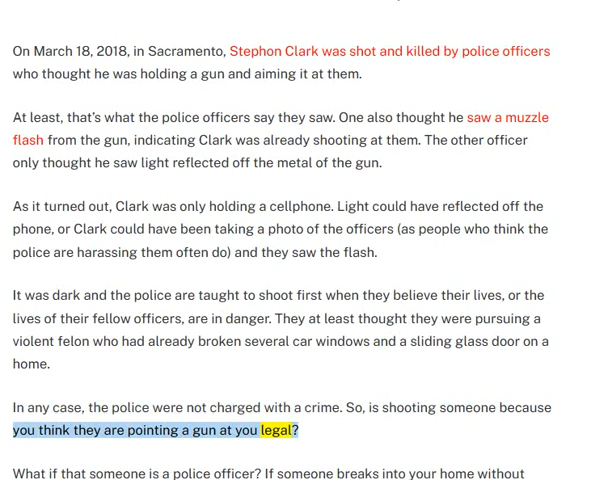 On March 18, 2018, in Sacramento, Stephon Clark was shot and killed by police officers
who thought he was holding a gun and aiming it at them.
At least, that's what the police officers say they saw. One also thought he saw a muzzle
flash from the gun, indicating Clark was already shooting at them. The other officer
only thought he saw light reflected off the metal of the gun.
As it turned out, Clark was only holding a cellphone. Light could have reflected off the
phone, or Clark could have been taking a photo of the officers (as people who think the
police are harassing them often do) and they saw the flash.
It was dark and the police are taught to shoot first when they believe their lives, or the
lives of their fellow officers, are in danger. They at least thought they were pursuing a
violent felon who had already broken several car windows and a sliding glass door on a
home.
In any case, the police were not charged with a crime. So, is shooting someone because
you think they are pointing a gun at you legal?
What if that someone is a police officer? If someone breaks into your home without